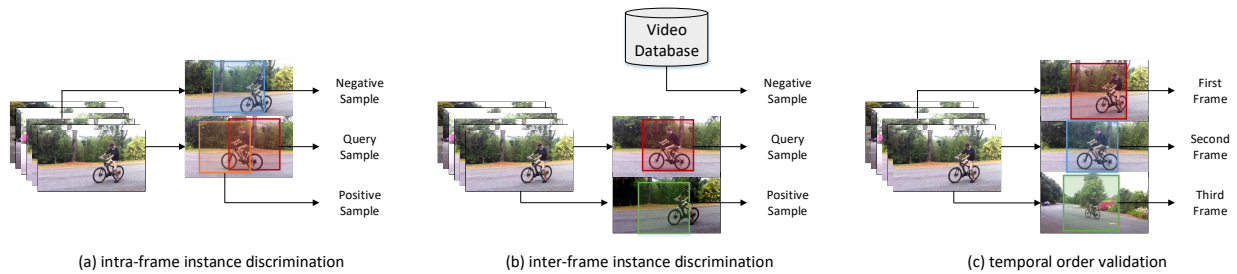 Negative
Sample
Query
Sample
Positive
Sample
(a) intra-frame instance discrimination
Video
Database
Negative
Sample
Query
Sample
Positive
Sample
(b) inter-frame instance discrimination
First
Frame
Second
Frame
Third
Frame
(c) temporal order validation